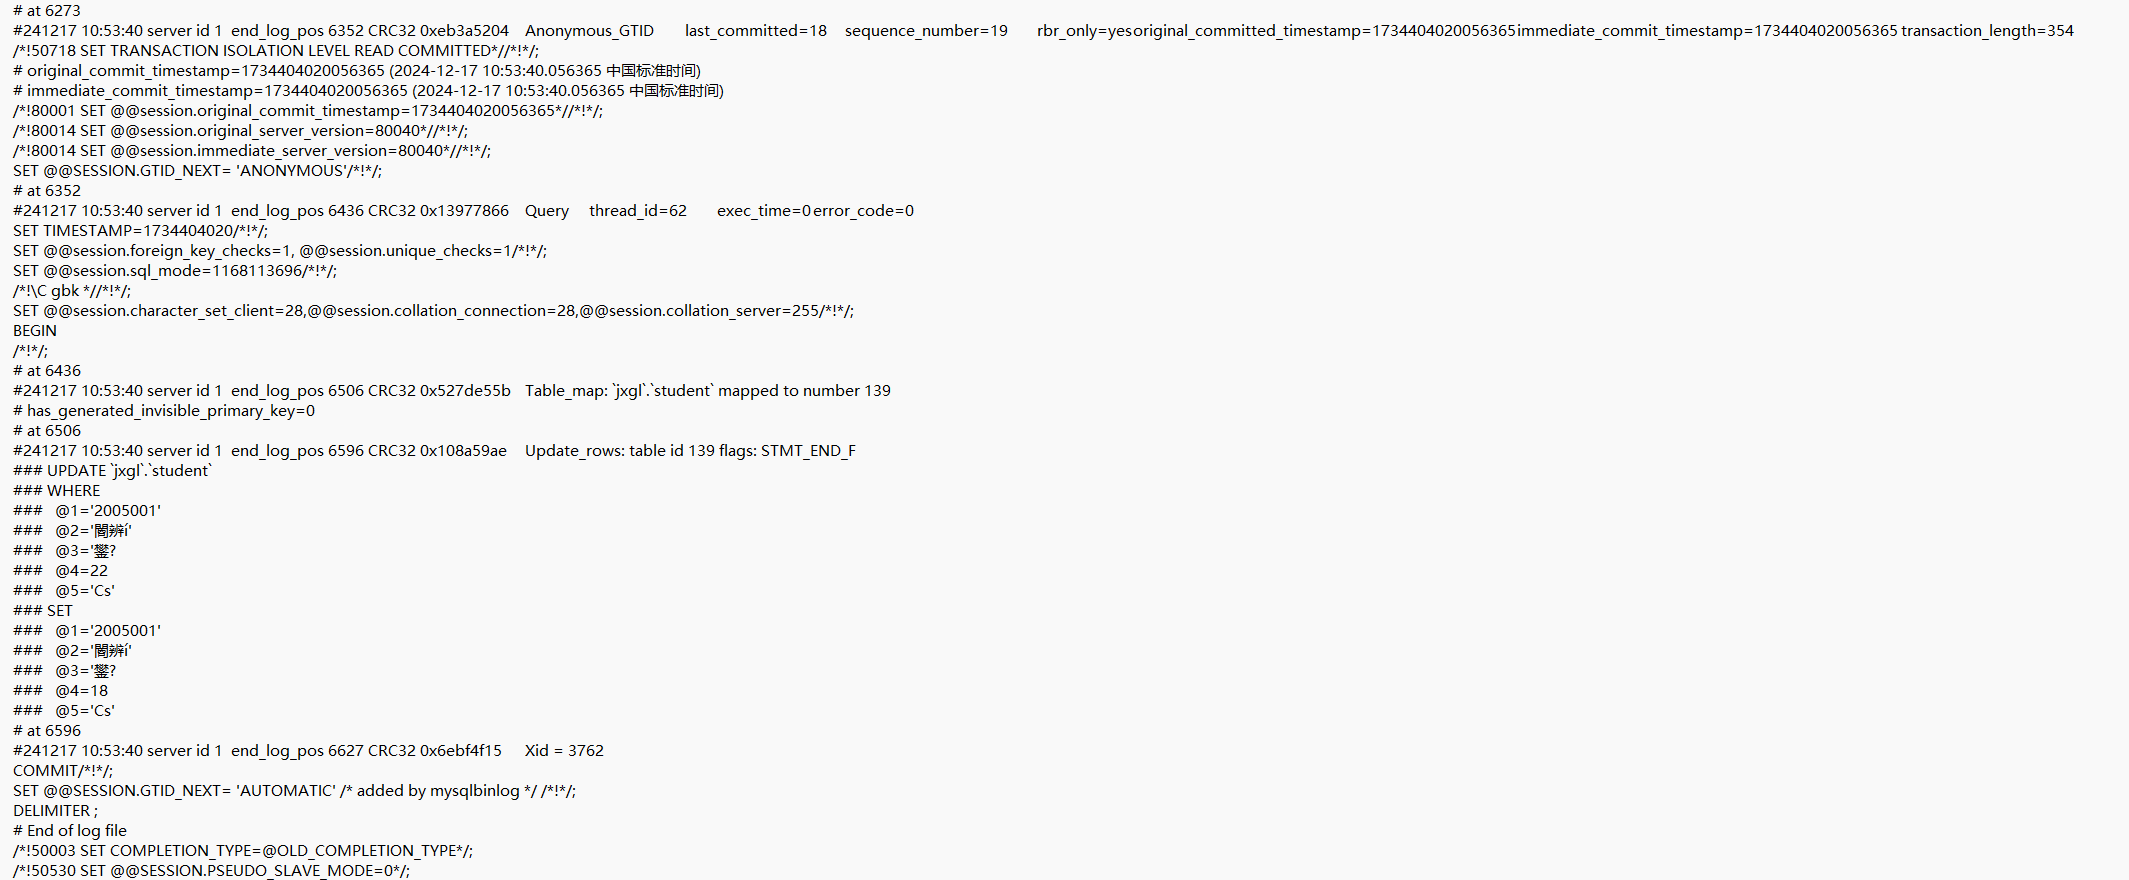 # at 6273
#241217 10:53:40 server id 1  end_log_pos 6352 CRC32 0xeb3a5204 Anonymous_GTID last_committed=18 sequence_number=19 rbr_only=yesoriginal_committed_timestamp=1734404020056365immediate_commit_timestamp=1734404020056365 transaction_length=354
/*!50718 SET TRANSACTION ISOLATION LEVEL READ COMMITTED*//*!*/;
# original_commit_timestamp=1734404020056365 (2024-12-17 10:53:40.056365 中国标准时间)
# immediate_commit_timestamp=1734404020056365 (2024-12-17 10:53:40.056365 中国标准时间)
/*!80001 SET @@session.original_commit_timestamp=1734404020056365*//*!*/;
/*!80014 SET @@session.original_server_version=80040*//*!*/;
/*!80014 SET @@session.immediate_server_version=80040*//*!*/;
SET @@SESSION.GTID_NEXT= 'ANONYMOUS'/*!*/;
# at 6352
#241217 10:53:40 server id 1  end_log_pos 6436 CRC32 0x13977866 Query thread_id=62 exec_time=0 error_code=0
SET TIMESTAMP=1734404020/*!*/;
SET @@session.foreign_key_checks=1, @@session.unique_checks=1/*!*/;
SET @@session.sql_mode=1168113696/*!*/;
/*!\C gbk *//*!*/;
SET @@session.character_set_client=28,@@session.collation_connection=28,@@session.collation_server=255/*!*/;
BEGIN
/*!*/;
# at 6436
#241217 10:53:40 server id 1  end_log_pos 6506 CRC32 0x527de55b Table_map: `jxgl`.`student` mapped to number 139
# has_generated_invisible_primary_key=0
# at 6506
#241217 10:53:40 server id 1  end_log_pos 6596 CRC32 0x108a59ae Update_rows: table id 139 flags: STMT_END_F
### UPDATE `jxgl`.`student`
### WHERE
###   @1='2005001'
###   @2='閽辨í'
###   @3='鐢?
###   @4=22
###   @5='Cs'
### SET
###   @1='2005001'
###   @2='閽辨í'
###   @3='鐢?
###   @4=18
###   @5='Cs'
# at 6596
#241217 10:53:40 server id 1  end_log_pos 6627 CRC32 0x6ebf4f15 Xid = 3762
COMMIT/*!*/;
SET @@SESSION.GTID_NEXT= 'AUTOMATIC' /* added by mysqlbinlog */ /*!*/;
DELIMITER ;
# End of log file
/*!50003 SET COMPLETION_TYPE=@OLD_COMPLETION_TYPE*/;
/*!50530 SET @@SESSION.PSEUDO_SLAVE_MODE=0*/;